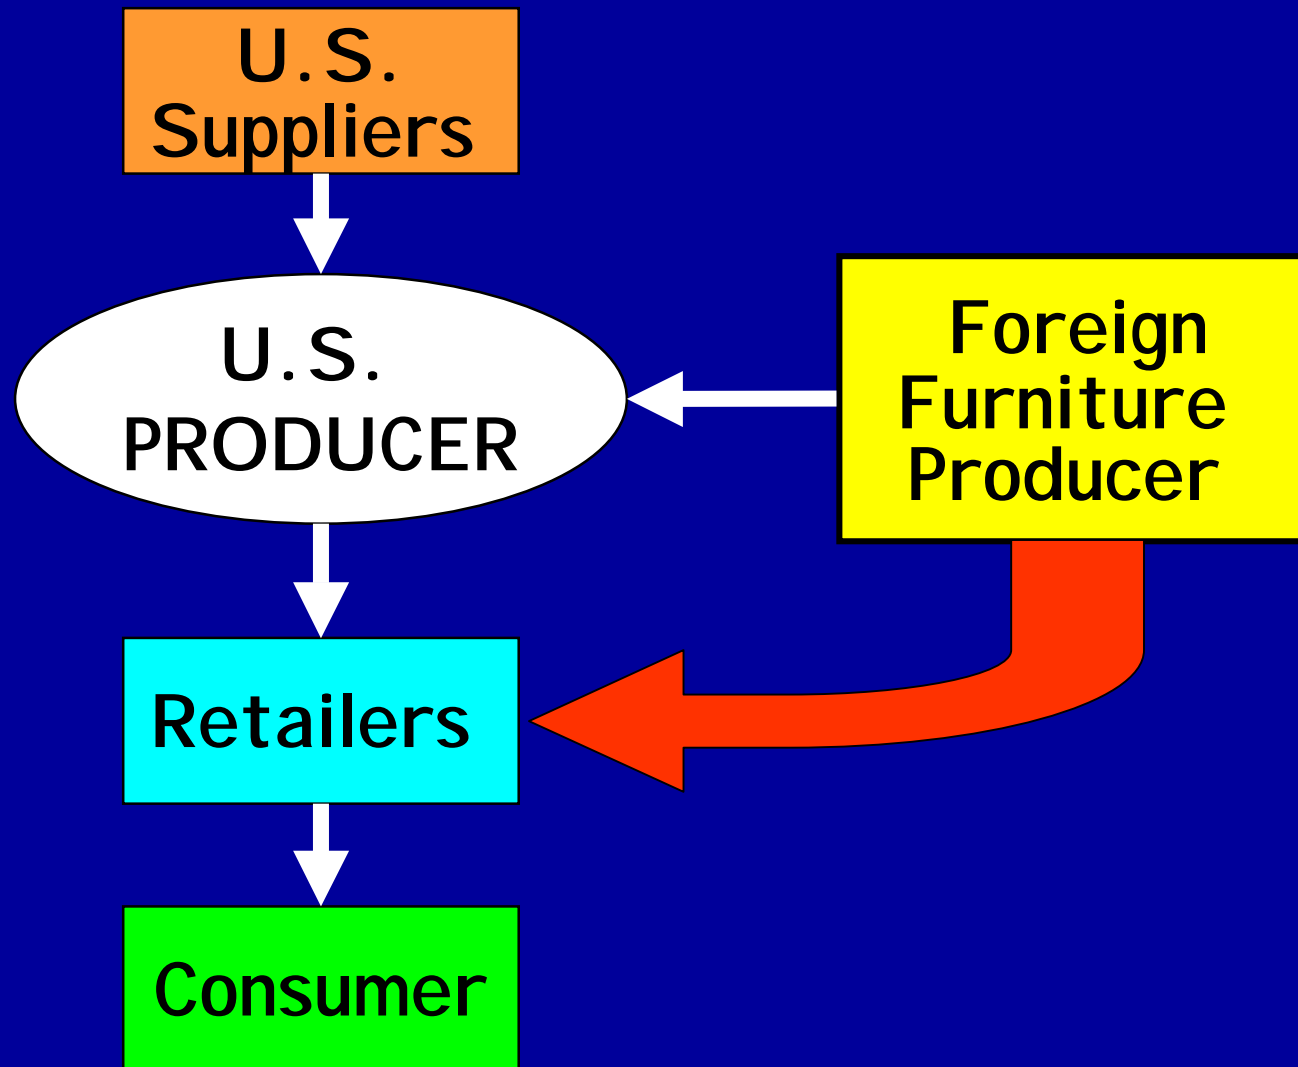 U.S.
Suppliers
U.S.
PRODUCER
Foreign
Furniture
Producer
Retailers
Consumer